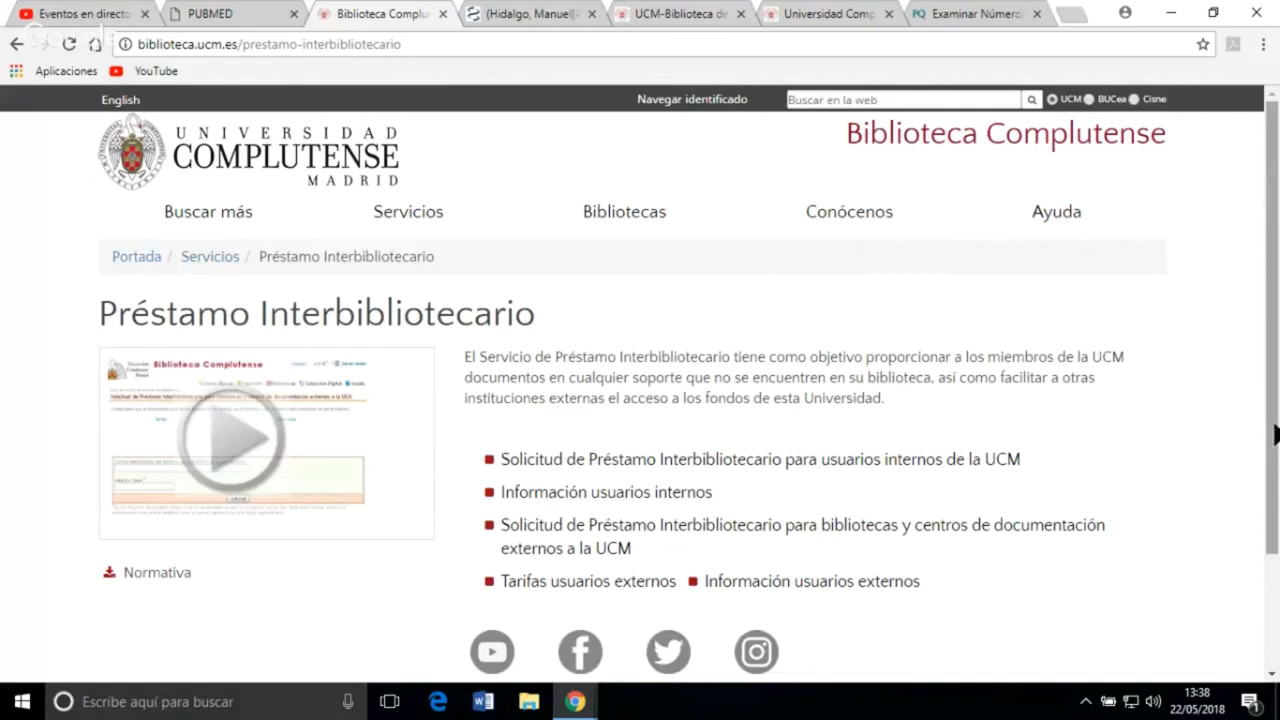 Eventos en directo
PUBMED
Biblioteca Complu
(Hidalgo, Manuel[A
UCM-Biblioteca de
Universidad Comp
PQ Examinar Número
biblioteca.ucm.es/prestamo-interbibliotecario
Aplicaciones
YouTube
English
Navegar identificado
Buscar en la web
UCM
BUCea
Cisne
UNIVERSIDAD
COMPLUTENSE
MADRID
Biblioteca Complutense
Buscar más
Servicios
Bibliotecas
Conócenos
Ayuda
Portada / Servicios / Préstamo Interbibliotecario
Préstamo Interbibliotecario
Biblioteca Complutense
El Servicio de Préstamo Interbibliotecario tiene como objetivo proporcionar a los miembros de la UCM
documentos en cualquier soporte que no se encuentren en su biblioteca, así como facilitar a otras
instituciones externas el acceso a los fondos de esta Universidad.
Solicitud de Préstamo Interbibliotecario para usuarios internos de la UCM
Información usuarios internos
Solicitud de Préstamo Interbibliotecario para bibliotecas y centros de documentación
externos a la UCM
Tarifas usuarios externos
Información usuarios externos
Normativa
Escribe aquí para buscar
13:38
22/05/2018
1